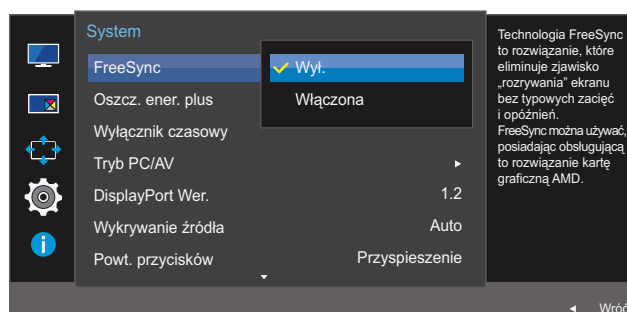 System
FreeSync
Wył.
Włączona
Oszcz. ener. plus
Wyłącznik czasowy
Tryb PC/AV
DisplayPort Wer. 1.2
Wykrywanie źródła Auto
Powt. przycisków Przyspieszenie
Technologia FreeSync
to rozwiązanie, które
eliminuje zjawisko
„rozrywania” ekranu
bez typowych zacięć
i opóźnień.
FreeSync można używać,
posiadając obsługującą
to rozwiązanie kartę
graficzną AMD.